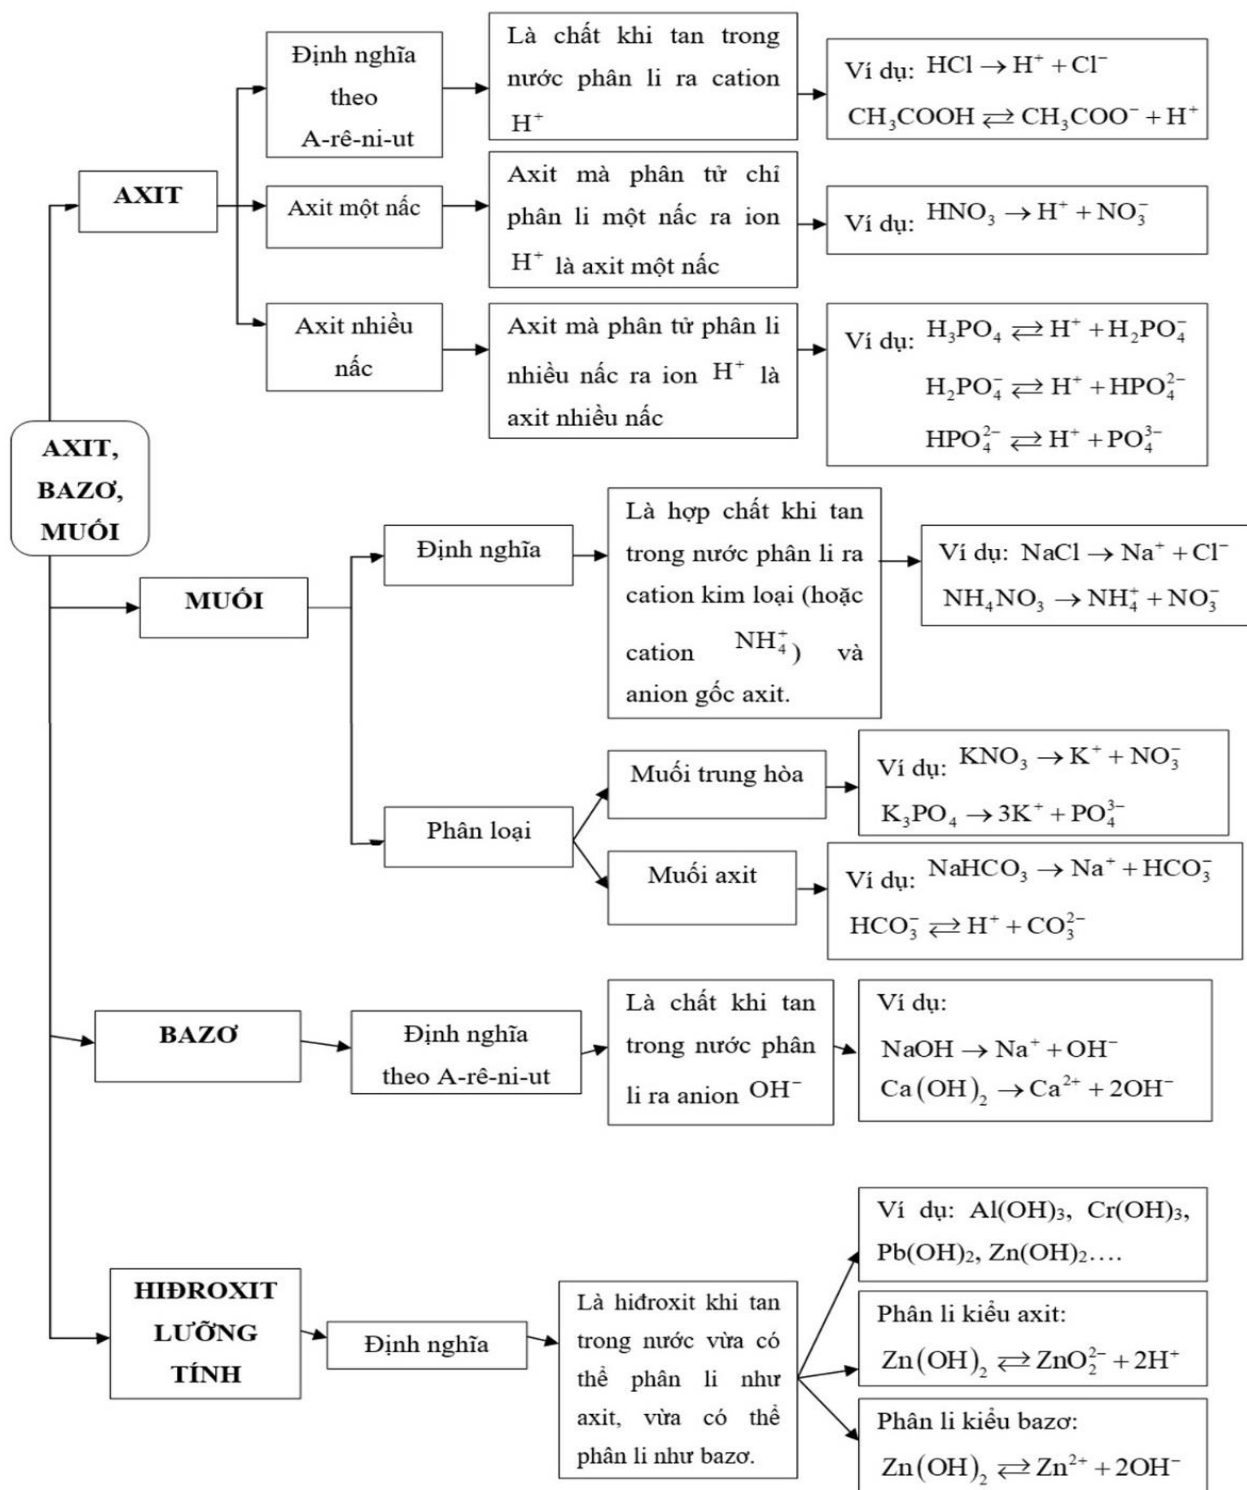 AXIT,
BAZƠ,
MUỐI
AXIT
Định nghĩa
theo
A-rê-ni-ut
Là chất khi tan trong
nước phân li ra cation
H⁺
Ví dụ: HCl → H⁺ + Cl⁻
CH₃COOH ⇄ CH₃COO⁻ + H⁺
Axit một nấc
Axit mà phân tử chỉ
phân li một nấc ra ion
H⁺ là axit một nấc
Ví dụ: HNO₃ → H⁺ + NO₃⁻
Axit nhiều
nấc
Axit mà phân tử phân li
nhiều nấc ra ion H⁺ là
axit nhiều nấc
Ví dụ: H₃PO₄ ⇄ H⁺ + H₂PO₄⁻
H₂PO₄⁻ ⇄ H⁺ + HPO₄²⁻
HPO₄²⁻ ⇄ H⁺ + PO₄³⁻
MUỐI
Định nghĩa
Là hợp chất khi tan
trong nước phân li ra
cation kim loại (hoặc
cation NH₄⁺) và
anion gốc axit.
Ví dụ: NaCl → Na⁺ + Cl⁻
NH₄NO₃ → NH₄⁺ + NO₃⁻
Phân loại
Muối trung hòa
Ví dụ: KNO₃ → K⁺ + NO₃⁻
K₃PO₄ → 3K⁺ + PO₄³⁻
Muối axit
Ví dụ: NaHCO₃ → Na⁺ + HCO₃⁻
HCO₃⁻ ⇄ H⁺ + CO₃²⁻
BAZƠ
Định nghĩa
theo A-rê-ni-ut
Là chất khi tan
trong nước phân
li ra anion OH⁻
Ví dụ:
NaOH → Na⁺ + OH⁻
Ca(OH)₂ → Ca²⁺ + 2OH⁻
HIĐROXIT
LƯỠNG
TÍNH
Định nghĩa
Là hiđroxit khi tan
trong nước vừa có
thể phân li như
axit, vừa có thể
phân li như bazơ.
Ví dụ: Al(OH)₃, Cr(OH)₃,
Pb(OH)₂, Zn(OH)₂….
Phân li kiểu axit:
Zn(OH)₂ ⇄ ZnO₂²⁻ + 2H⁺
Phân li kiểu bazơ:
Zn(OH)₂ ⇄ Zn²⁺ + 2OH⁻